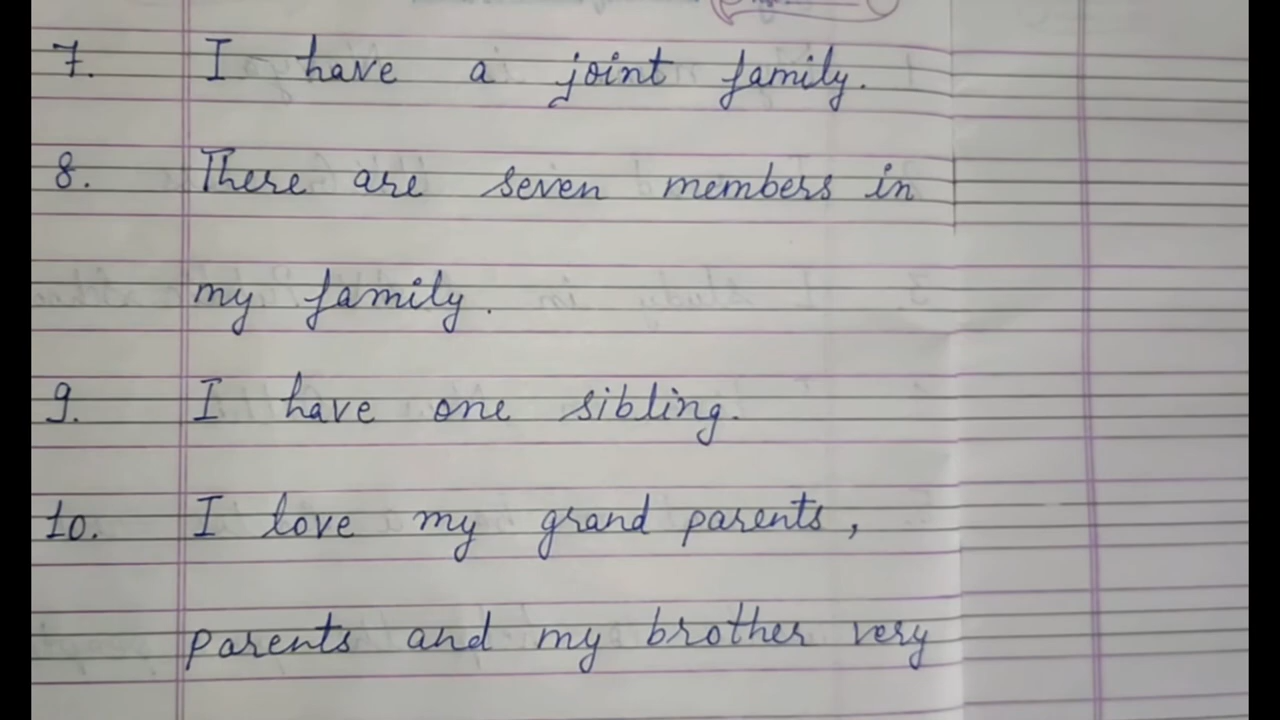 7. I have a joint family.
8. There are seven members in
my family.
9. I have one sibling.
10. I love my grand parents,
parents and my brother very